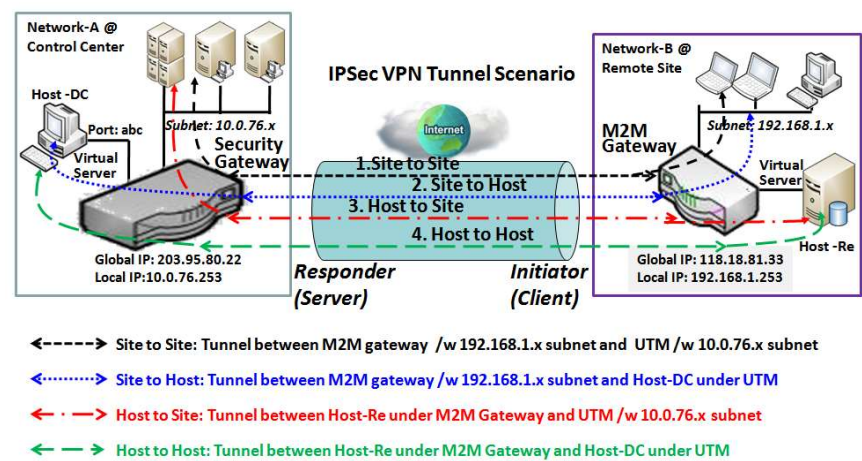 Network-A @
Control Center
Host -DC
Port: abc
Virtual
Server
Subnet: 10.0.76.x
Security
Gateway
Global IP: 203.95.80.22
Local IP:10.0.76.253
IPSec VPN Tunnel Scenario
Internet
1.Site to Site
2. Site to Host
3. Host to Site
4. Host to Host
Responder
(Server)
Initiator
(Client)
Network-B @
Remote Site
M2M
Gateway
Subnet: 192.168.1.x
Virtual
Server
Host -Re
Global IP: 118.18.81.33
Local IP: 192.168.1.253
Site to Site: Tunnel between M2M gateway /w 192.168.1.x subnet and UTM /w 10.0.76.x subnet
Site to Host: Tunnel between M2M gateway /w 192.168.1.x subnet and Host-DC under UTM
Host to Site: Tunnel between Host-Re under M2M Gateway and UTM /w 10.0.76.x subnet
Host to Host: Tunnel between Host-Re under M2M Gateway and Host-DC under UTM